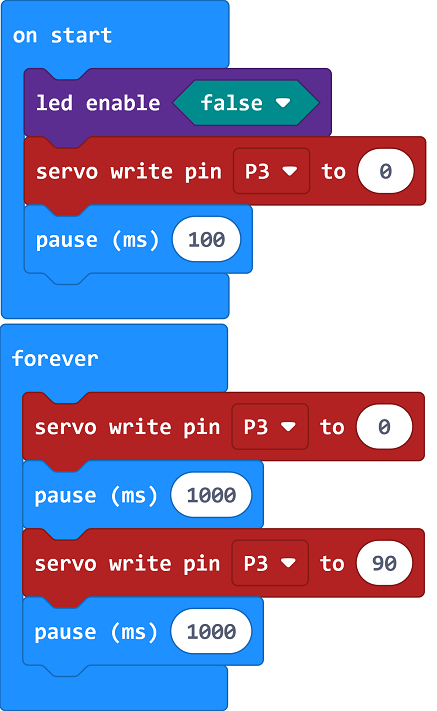 on start
led enable false
servo write pin P3 to 0
pause (ms) 100
forever
servo write pin P3 to 0
pause (ms) 1000
servo write pin P3 to 90
pause (ms) 1000